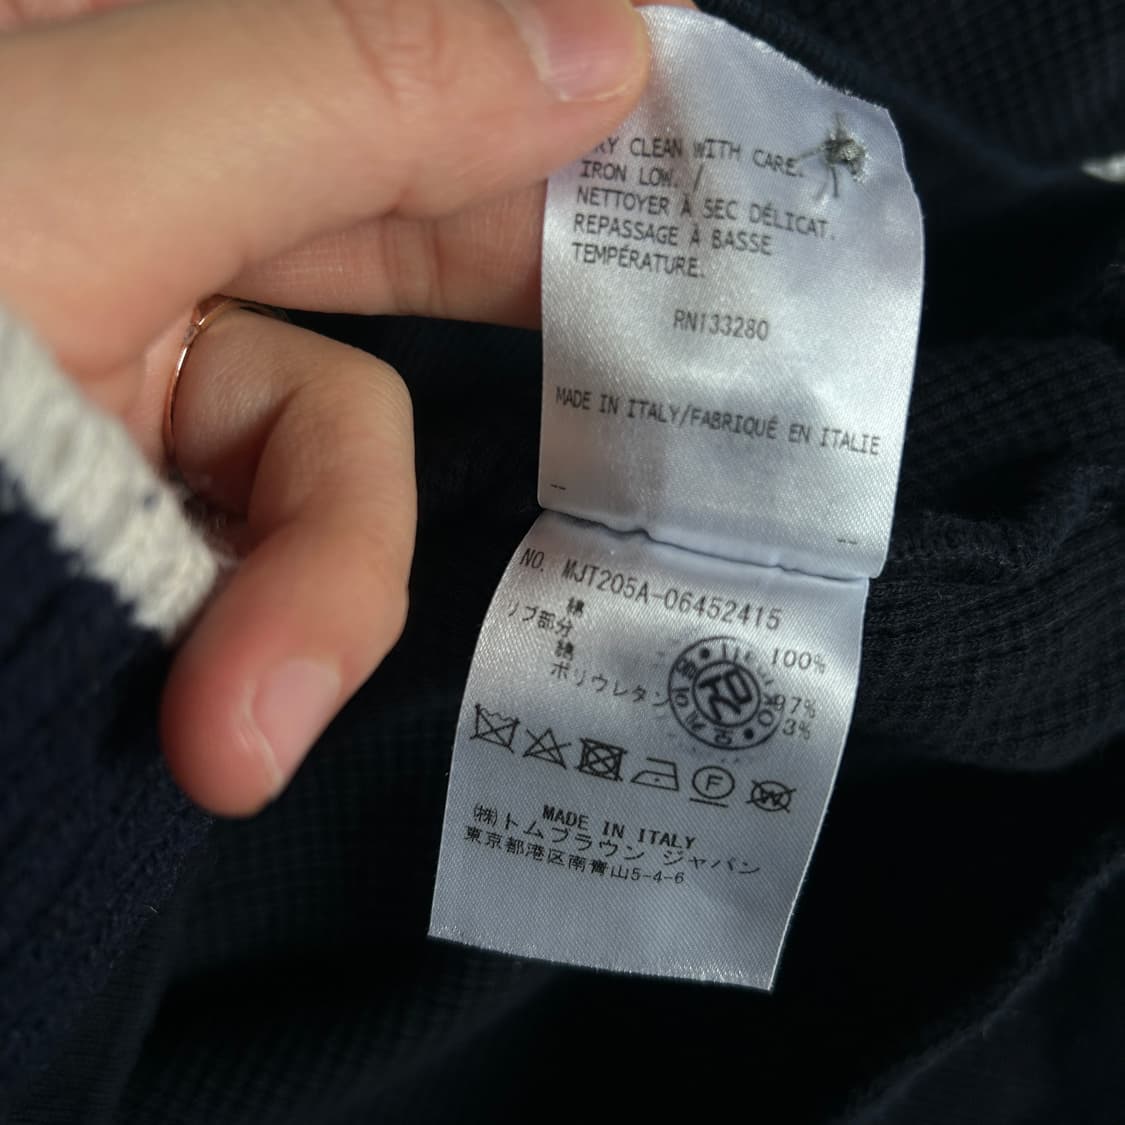 RY CLEAN WITH CARE.
IRON LOW. /
NETTOYER À SEC DÉLICAT.
REPASSAGE À BASSE
TEMPÉRATURE.
RN133280
MADE IN ITALY/FABRIQUÉ EN ITALIE
NO. MJT205A-06452415
綿 100%
リブ部分
綿 97%
ポリウレタン 3%
F
W
MADE IN ITALY
㈱トムブラウン ジャパン
東京都港区南青山5-4-6